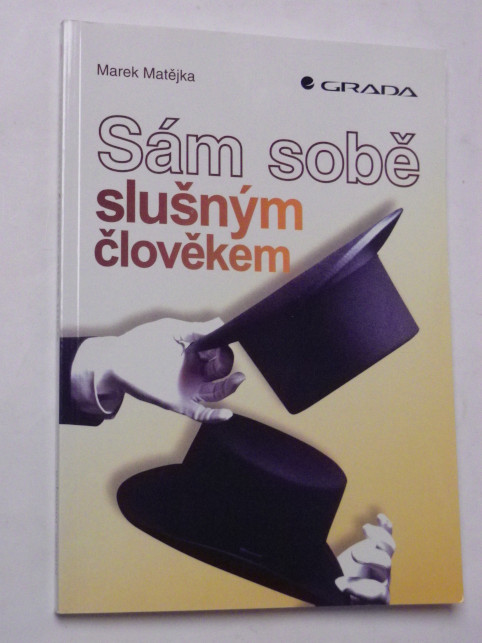 Marek Matějka
GRADA
Sám sobě
slušným
člověkem